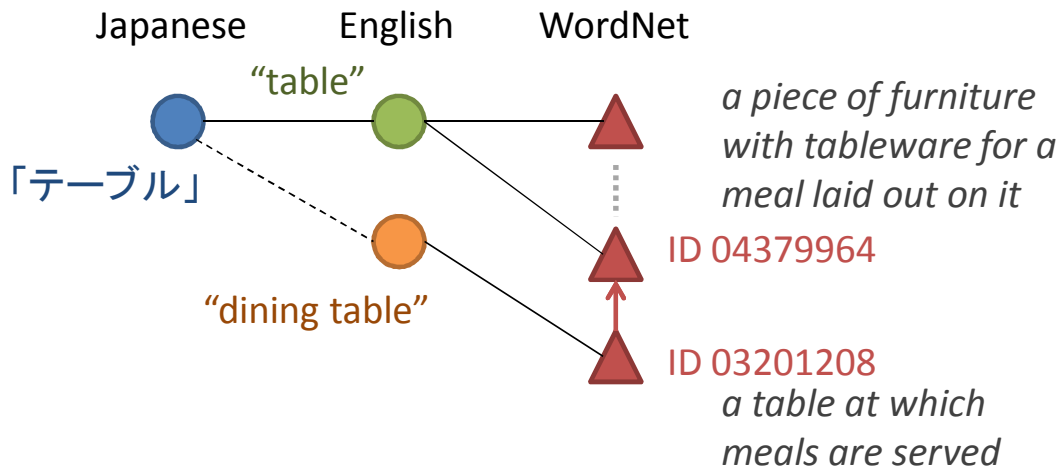 Japanese English WordNet
“table”
「テーブル」
a piece of furniture
with tableware for a
meal laid out on it
ID 04379964
“dining table”
ID 03201208
a table at which
meals are served